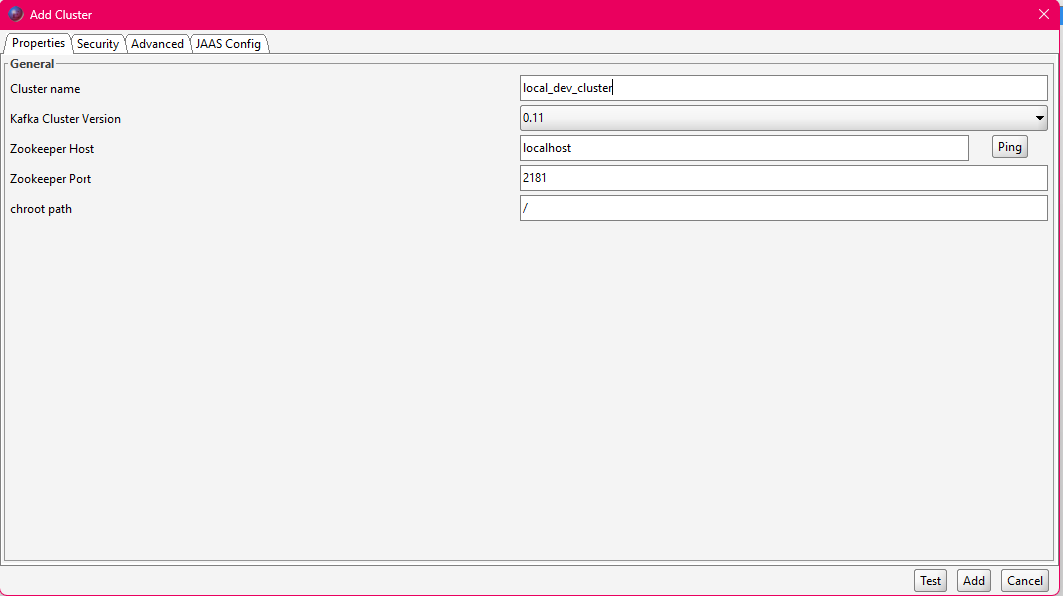 Add Cluster
Properties Security Advanced JAAS Config
General
Cluster name local_dev_cluster
Kafka Cluster Version 0.11
Zookeeper Host localhost Ping
Zookeeper Port 2181
chroot path /
Test Add Cancel